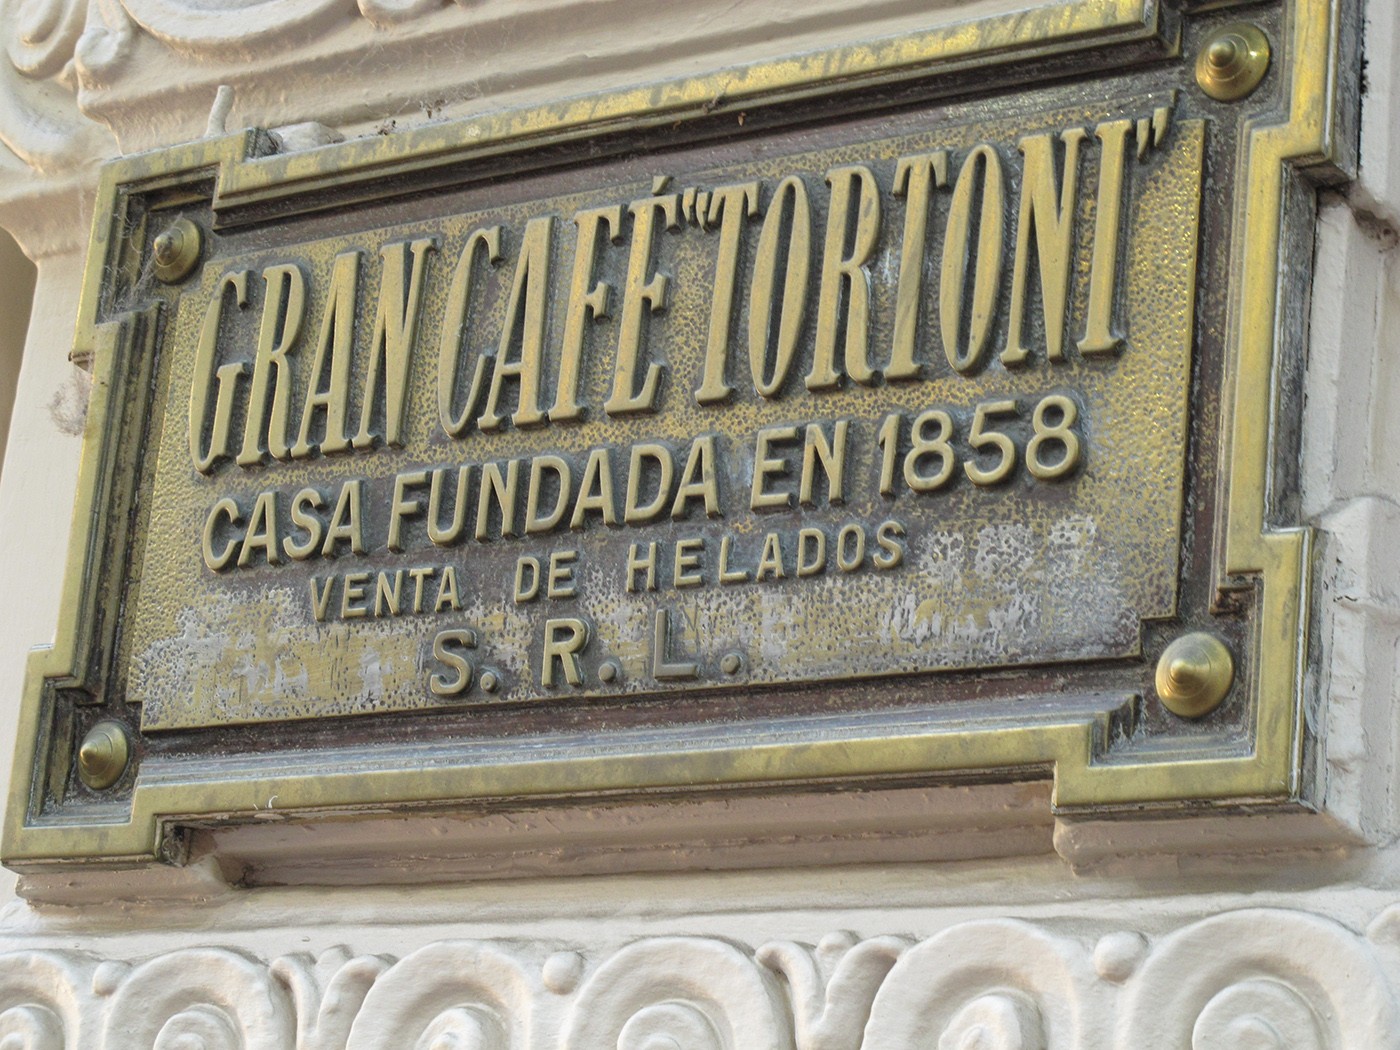 GRAN CAFÉ "TORTONI"
CASA FUNDADA EN 1858
VENTA DE HELADOS
S. R. L.